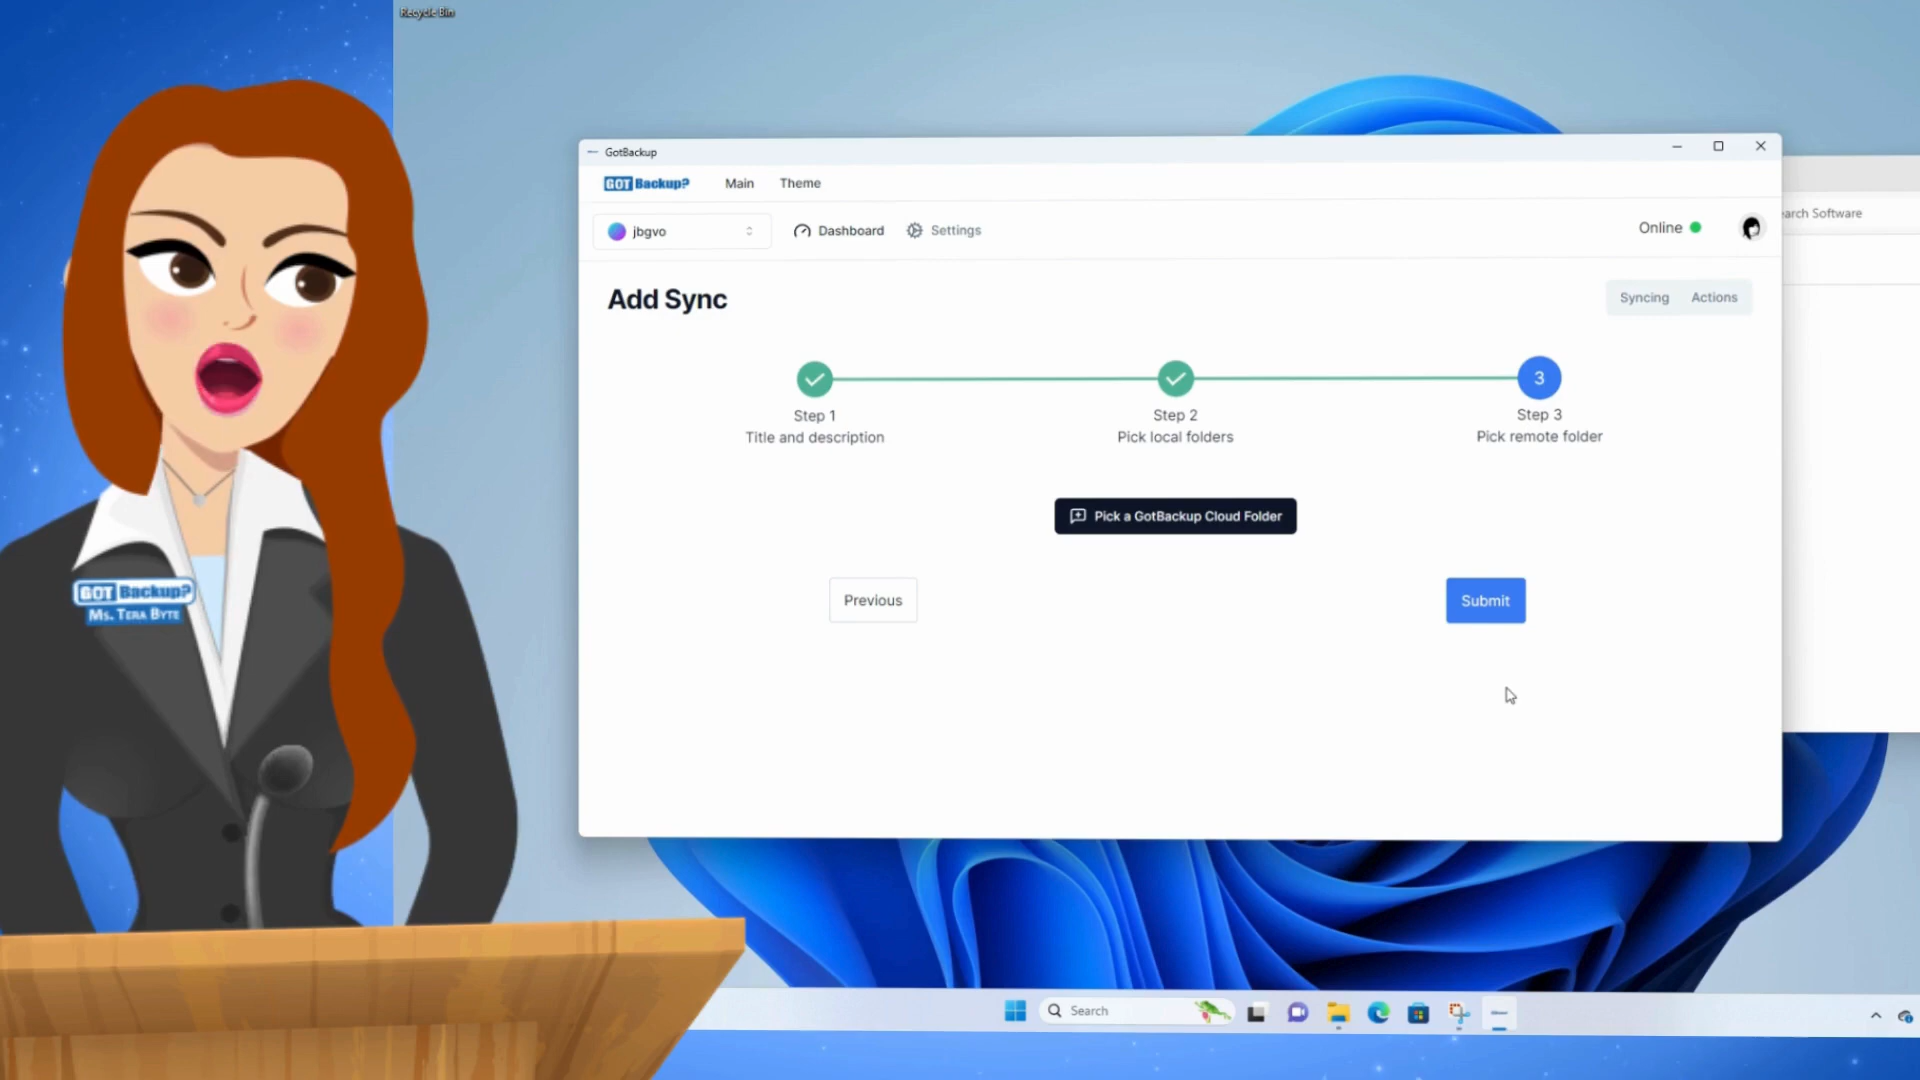 Recycle Bin
GotBackup
GOT Backup?
Main
Theme
arch Software
jbgvo
Dashboard
Settings
Online
Add Sync
Syncing
Actions
3
Step 1
Step 2
Step 3
Title and description
Pick local folders
Pick remote folder
Pick a GotBackup Cloud Folder
Previous
Submit
GOT Backup?
Ms. Tera Byte
Search